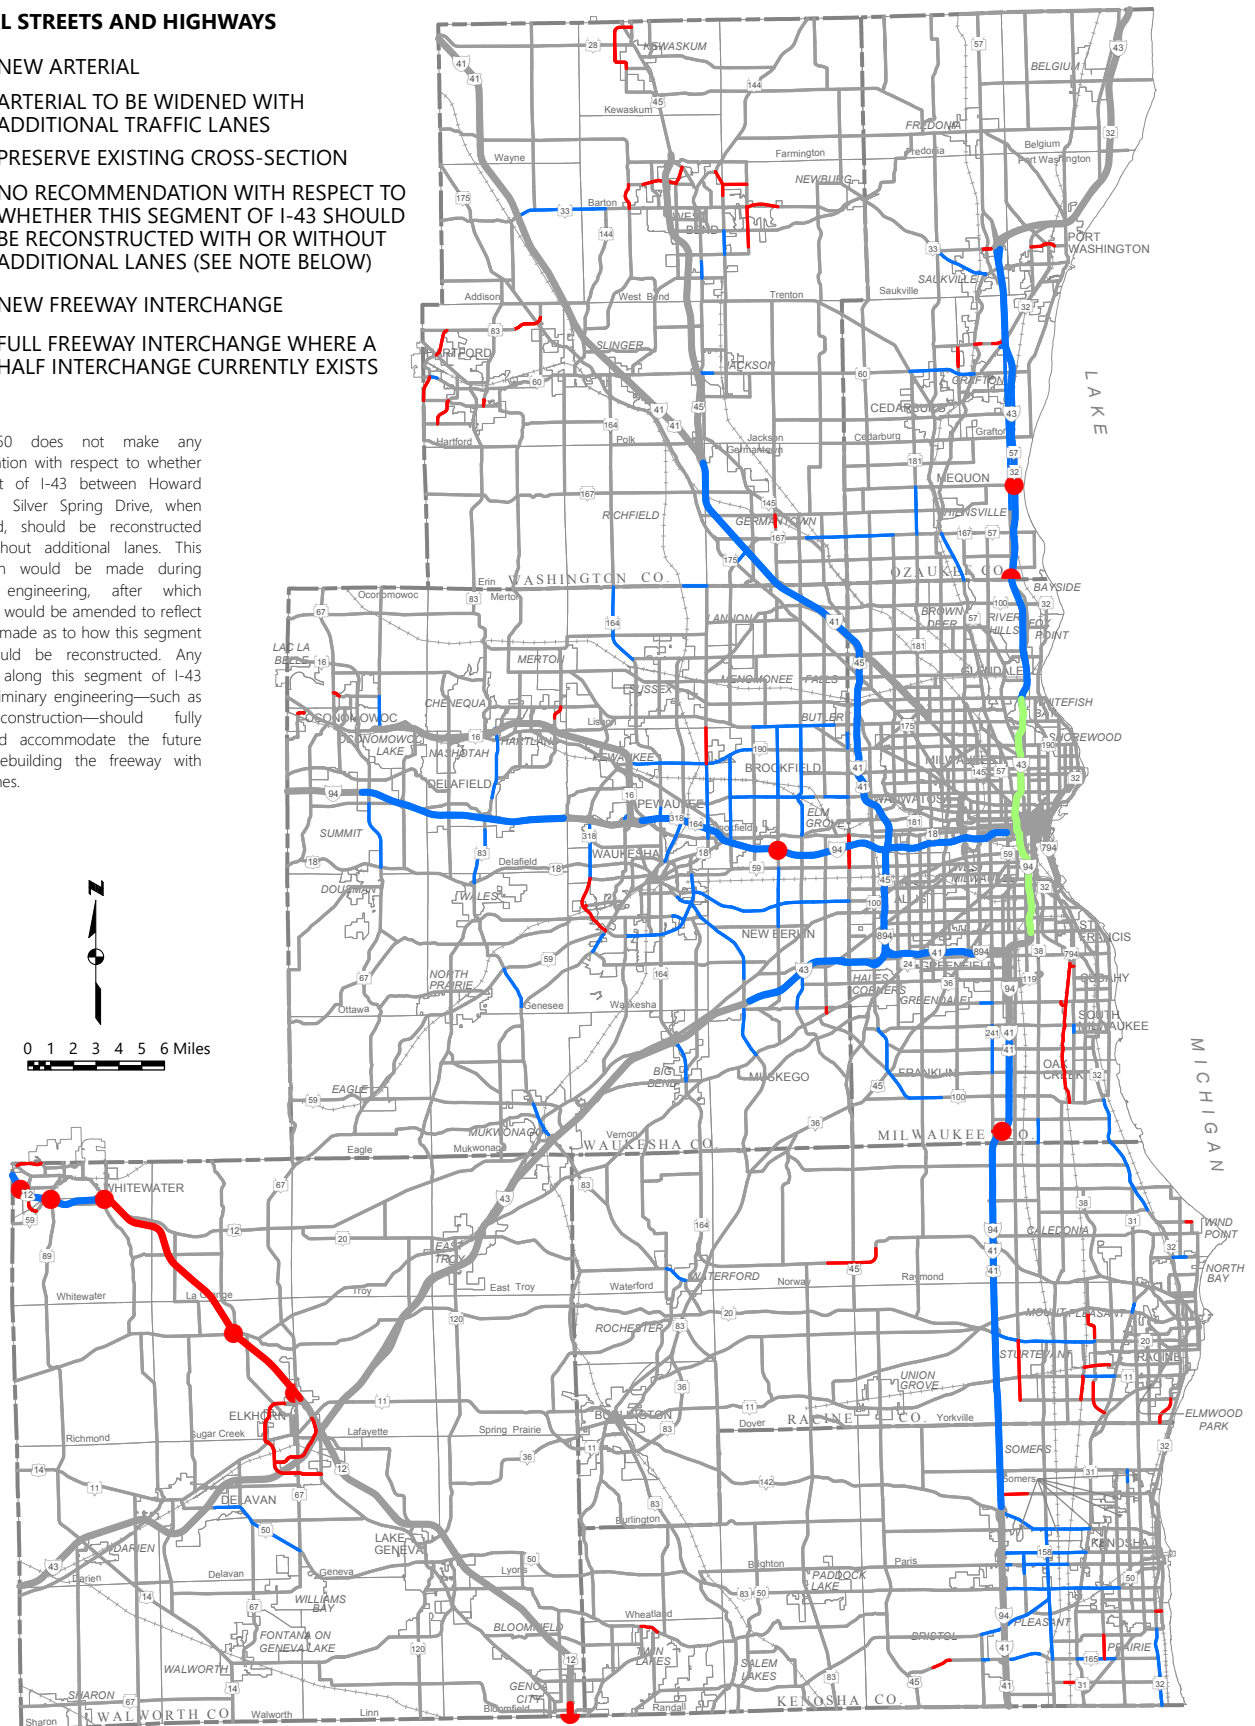 L STREETS AND HIGHWAYS
NEW ARTERIAL
ARTERIAL TO BE WIDENED WITH
ADDITIONAL TRAFFIC LANES
PRESERVE EXISTING CROSS-SECTION
NO RECOMMENDATION WITH RESPECT TO
WHETHER THIS SEGMENT OF I-43 SHOULD
BE RECONSTRUCTED WITH OR WITHOUT
ADDITIONAL LANES (SEE NOTE BELOW)
NEW FREEWAY INTERCHANGE
FULL FREEWAY INTERCHANGE WHERE A
HALF INTERCHANGE CURRENTLY EXISTS
50 does not make any
ation with respect to whether
t of I-43 between Howard
Silver Spring Drive, when
d, should be reconstructed
hout additional lanes. This
n would be made during
engineering, after which
would be amended to reflect
made as to how this segment
uld be reconstructed. Any
along this segment of I-43
iminary engineering—such as
construction—should fully
d accommodate the future
ebuilding the freeway with
nes.
N
0 1 2 3 4 5 6 Miles
LAKE
MICHIGAN
KEWASKUM
Kewaskum
Wayne
Farmington
NEWBURG
FREDONIA
Fredonia
BELGIUM
Belgium
Port Washington
PORT
WASHINGTON
Barton
WEST
BEND
SAUKVILLE
Saukville
Addison
West Bend
Trenton
HARTFORD
Hartford
SLINGER
JACKSON
Jackson
Polk
Germantown
GRAFTON
Grafton
CEDARBURG
Cedarburg
MEQUON
THIENSVILLE
RICHFIELD
GERMANTOWN
Erin
WASHINGTON CO.
OZAUKEE CO.
BAYSIDE
Oconomowoc
Merton
MERTON
LANNON
BROWN
DEER
RIVER
HILLS
FOX
POINT
GLENDALE
LAC LA
BELLE
MENOMONEE FALLS
SUSSEX
CHENEQUA
Lisbon
BUTLER
WHITEFISH
BAY
SHOREWOOD
OCONOMOWOC
OCONOMOWOC
LAKE
NASHOTAH
HARTLAND
PEWAUKEE
BROOKFIELD
MILWAUKEE
WAUWATOSA
DELAFIELD
PEWAUKEE
Brookfield
ELM
GROVE
SUMMIT
Delafield
WAUKESHA
WEST
MILWAUKEE
DOUSMAN
WALES
NEW BERLIN
ST.
FRANCIS
NORTH
PRAIRIE
GREENFIELD
HALES
CORNERS
GREENDALE
CUDAHY
SOUTH
MILWAUKEE
Ottawa
Genesee
Waukesha
BIG
BEND
MUSKEGO
FRANKLIN
OAK
CREEK
EAGLE
Eagle
MUKWONAGO
Mukwonago
Vernon
WAUKESHA CO.
MILWAUKEE CO.
WHITEWATER
Whitewater
La Grange
EAST
TROY
Troy
East Troy
WATERFORD
Waterford
Norway
Raymond
CALEDONIA
WIND
POINT
NORTH
BAY
ROCHESTER
MOUNT PLEASANT
STURTEVANT
RACINE
UNION
GROVE
ELMWOOD
PARK
ELKHORN
Richmond
Sugar Creek
Lafayette
Spring Prairie
BURLINGTON
Burlington
Dover
RACINE CO.
Yorkville
SOMERS
Somers
KENOSHA
DELAVAN
Delavan
DARIEN
Darien
LAKE
GENEVA
Geneva
Lyons
Brighton
Paris
PADDOCK
LAKE
WILLIAMS
BAY
FONTANA ON
GENEVA LAKE
BLOOMFIELD
Bloomfield
Wheatland
TWIN
LAKES
SALEM
LAKES
BRISTOL
PLEASANT
PRAIRIE
WALWORTH
Walworth
SHARON
Sharon
WALWORTH CO.
Linn
GENOA
CITY
Randall
KENOSHA CO.